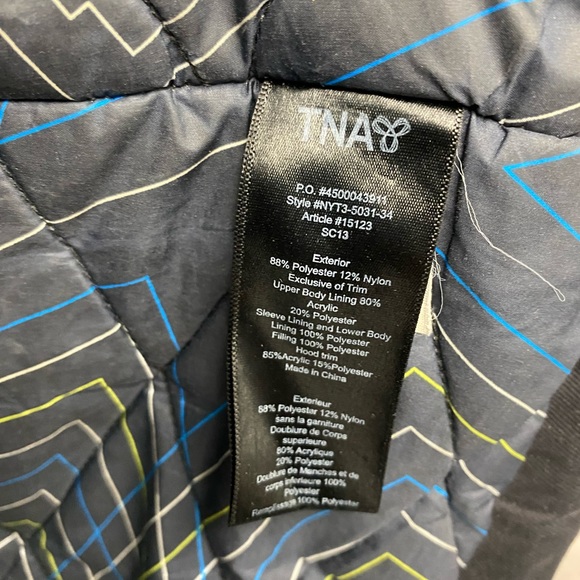 TNA
P.O. #4500043911
Style #NYT3-5031-34
Article #15123
SC13
Exterior
88% Polyester 12% Nylon
Exclusive of Trim
Upper Body Lining 80%
Acrylic
20% Polyester
Sleeve Lining and Lower Body
Lining 100% Polyester
Filling 100% Polyester
Hood trim
85%Acrylic 15%Polyester
Made in China
Exterieur
88% Polyester 12% Nylon
sans la garniture
Doublure de Corps
superieure
80% Acrylique
20% Polyester
Doublure de Manches et de
corps inferieure 100%
Polyester
Remplissage 100% Polyester